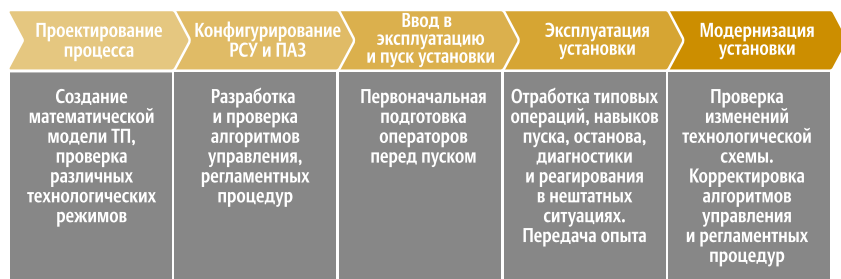 Проектирование
процесса
Конфигурирование
РСУ и ПАЗ
Ввод в
эксплуатацию
и пуск установки
Эксплуатация
установки
Модернизация
установки
Создание
математической
модели ТП,
проверка
различных
технологических
режимов
Разработка
и проверка
алгоритмов
управления,
регламентных
процедур
Первоначальная
подготовка
операторов
перед пуском
Отработка типовых
операций, навыков
пуска, останова,
диагностики
и реагирования
в нештатных
ситуациях.
Передача опыта
Проверка
изменений
технологической
схемы.
Корректировка
алгоритмов
управления
и регламентных
процедур